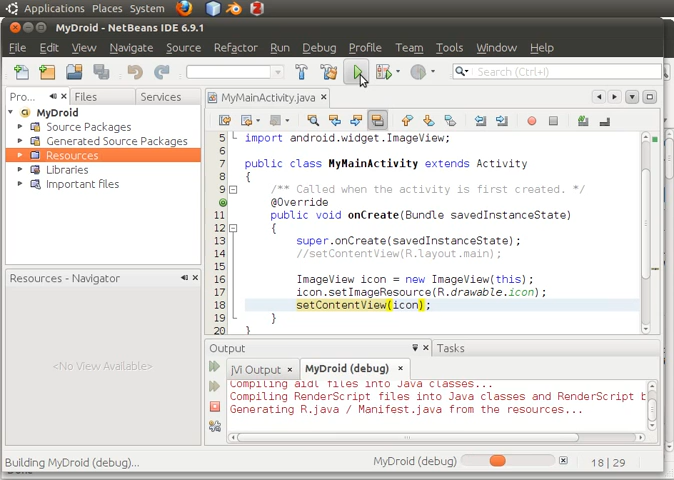 Applications Places System
MyDroid - NetBeans IDE 6.9.1
File Edit View Navigate Source Refactor Run Debug Profile Team Tools Window Help
Search (Ctrl+I)
Pro... Files Services
MyMainActivity.java
MyDroid
Source Packages
Generated Source Packages
Resources
Libraries
Important files
5 import android.widget.ImageView;
6
7 public class MyMainActivity extends Activity
8 {
9 /** Called when the activity is first created. */
@Override
11 public void onCreate(Bundle savedInstanceState)
12 {
13 super.onCreate(savedInstanceState);
14 //setContentView(R.layout.main);
15
16 ImageView icon = new ImageView(this);
17 icon.setImageResource(R.drawable.icon);
18 setContentView(icon);
19 }
20 }
Resources - Navigator
<No View Available>
Output Tasks
jVi Output MyDroid (debug)
Compiling aidl files into Java classes...
Compiling RenderScript files into Java classes and RenderScript b
Generating R.java / Manifest.java from the resources...
Building MyDroid (debug)... MyDroid (debug) 18 | 29